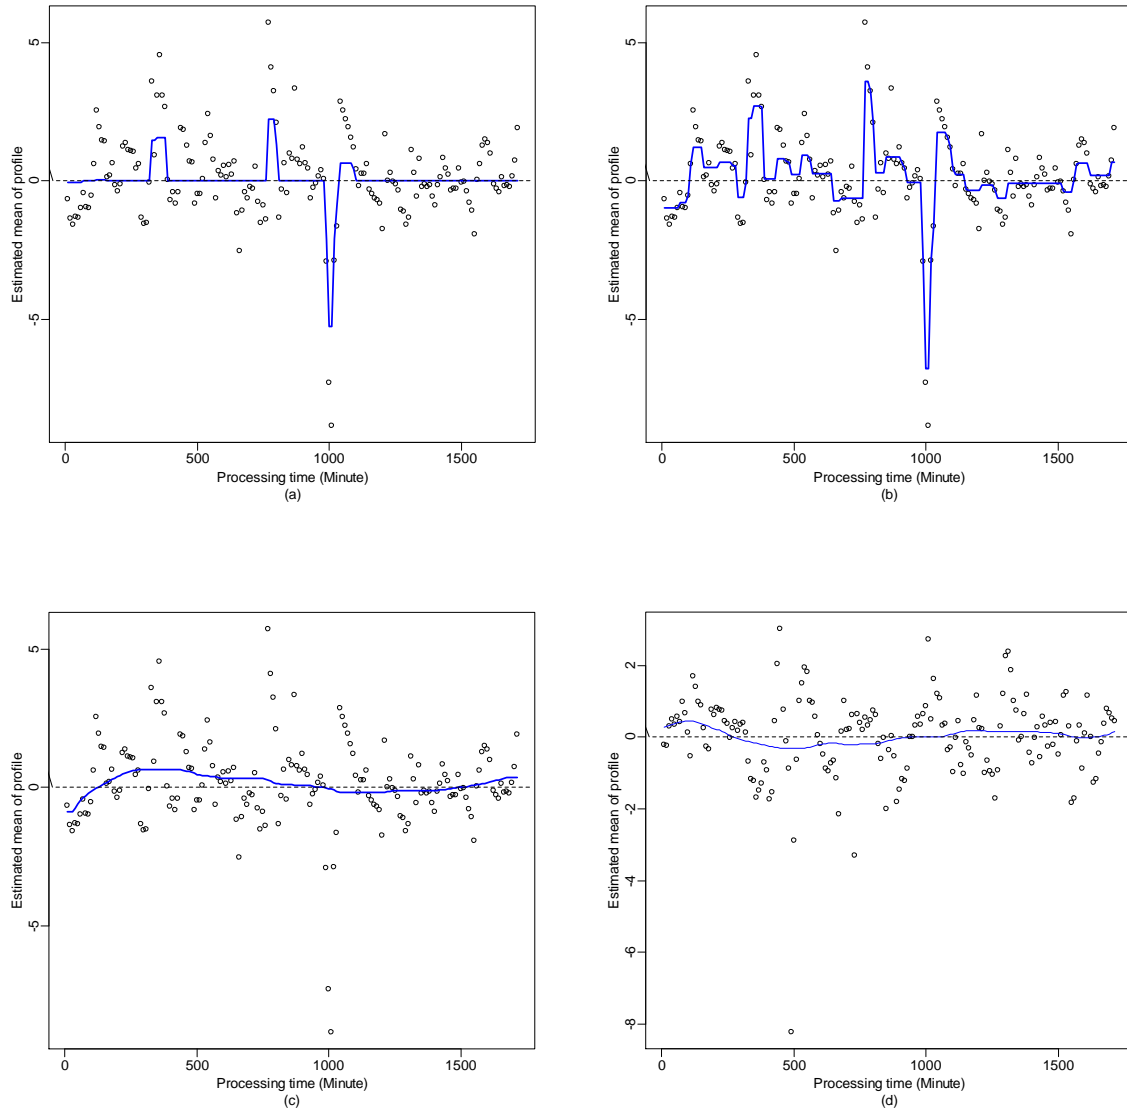 5
0
-5
Estimated mean of profile
0 500 1000 1500
Processing time (Minute)
(a)
5
0
-5
Estimated mean of profile
0 500 1000 1500
Processing time (Minute)
(b)
5
0
-5
Estimated mean of profile
0 500 1000 1500
Processing time (Minute)
(c)
2
0
-2
-4
-6
-8
Estimated mean of profile
0 500 1000 1500
Processing time (Minute)
(d)